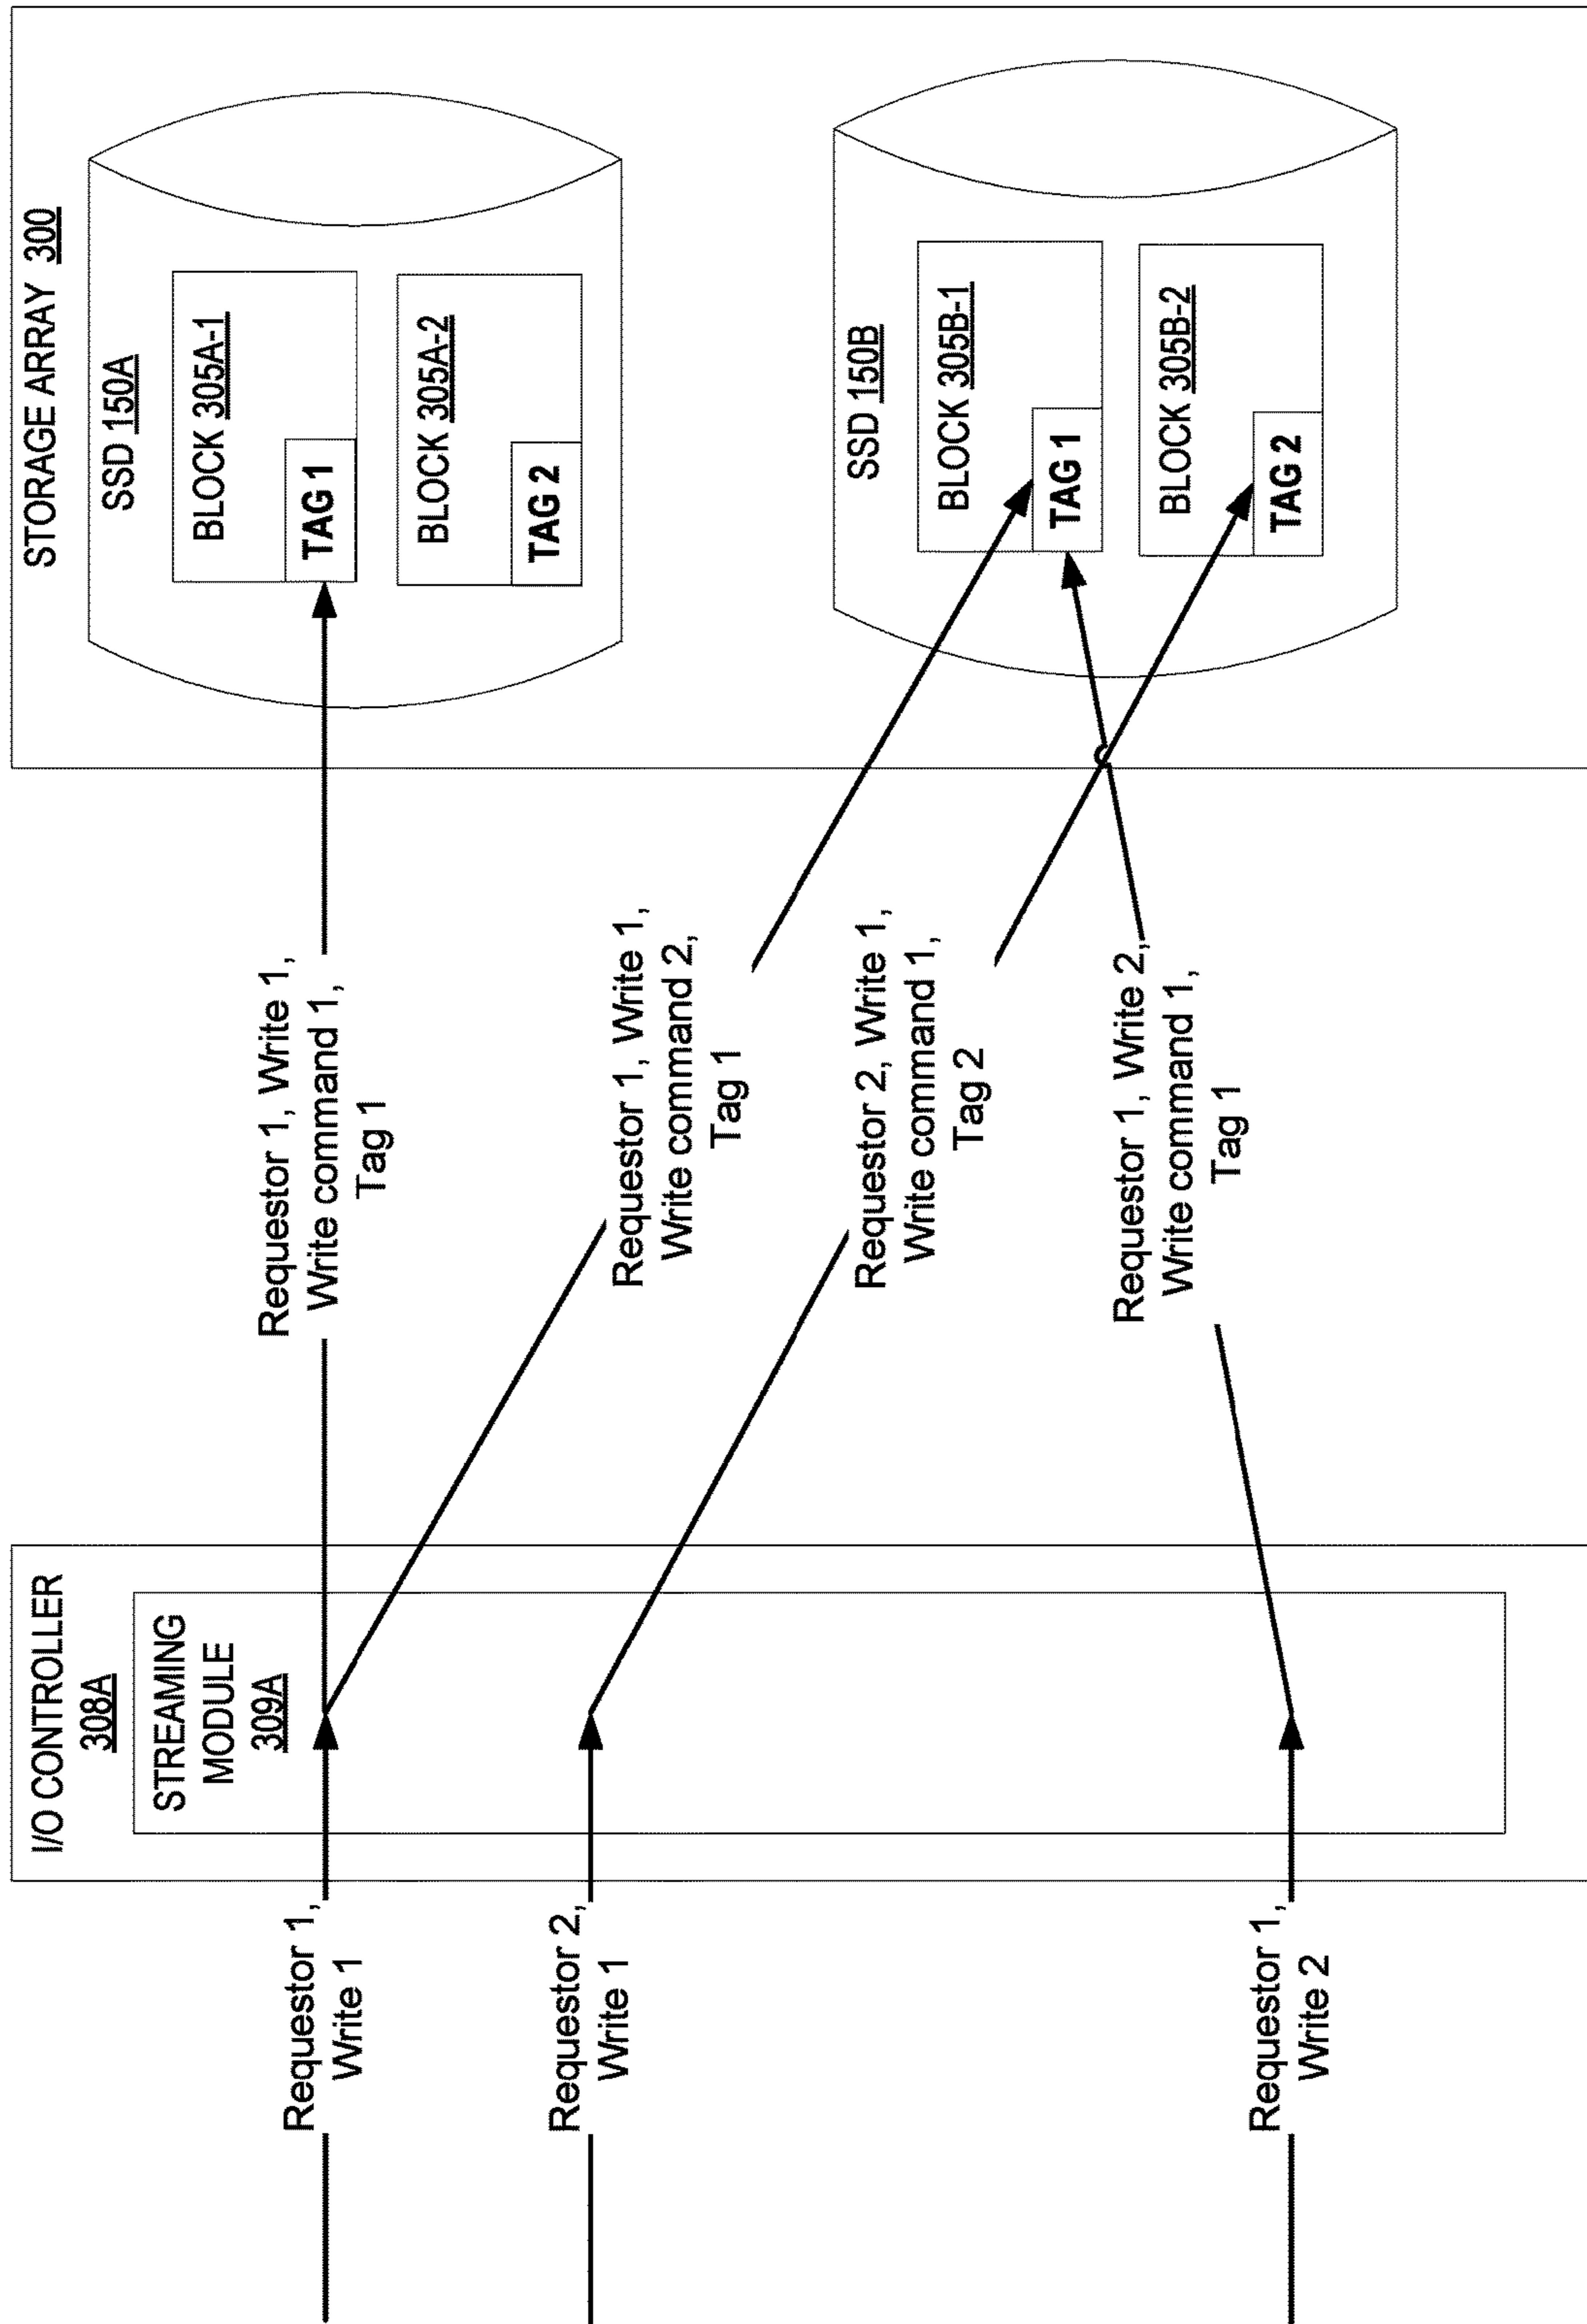 Requestor 1,
Write 1
Requestor 2,
Write 1
Requestor 1,
Write 2
I/O CONTROLLER
308A
STREAMING
MODULE
309A
Requestor 1, Write 1,
Write command 1,
Tag 1
Requestor 1, Write 1,
Write command 2,
Tag 1
Requestor 2, Write 1,
Write command 1,
Tag 2
Requestor 1, Write 2,
Write command 1,
Tag 1
STORAGE ARRAY 300
SSD 150A
BLOCK 305A-1
TAG 1
BLOCK 305A-2
TAG 2
SSD 150B
BLOCK 305B-1
TAG 1
BLOCK 305B-2
TAG 2